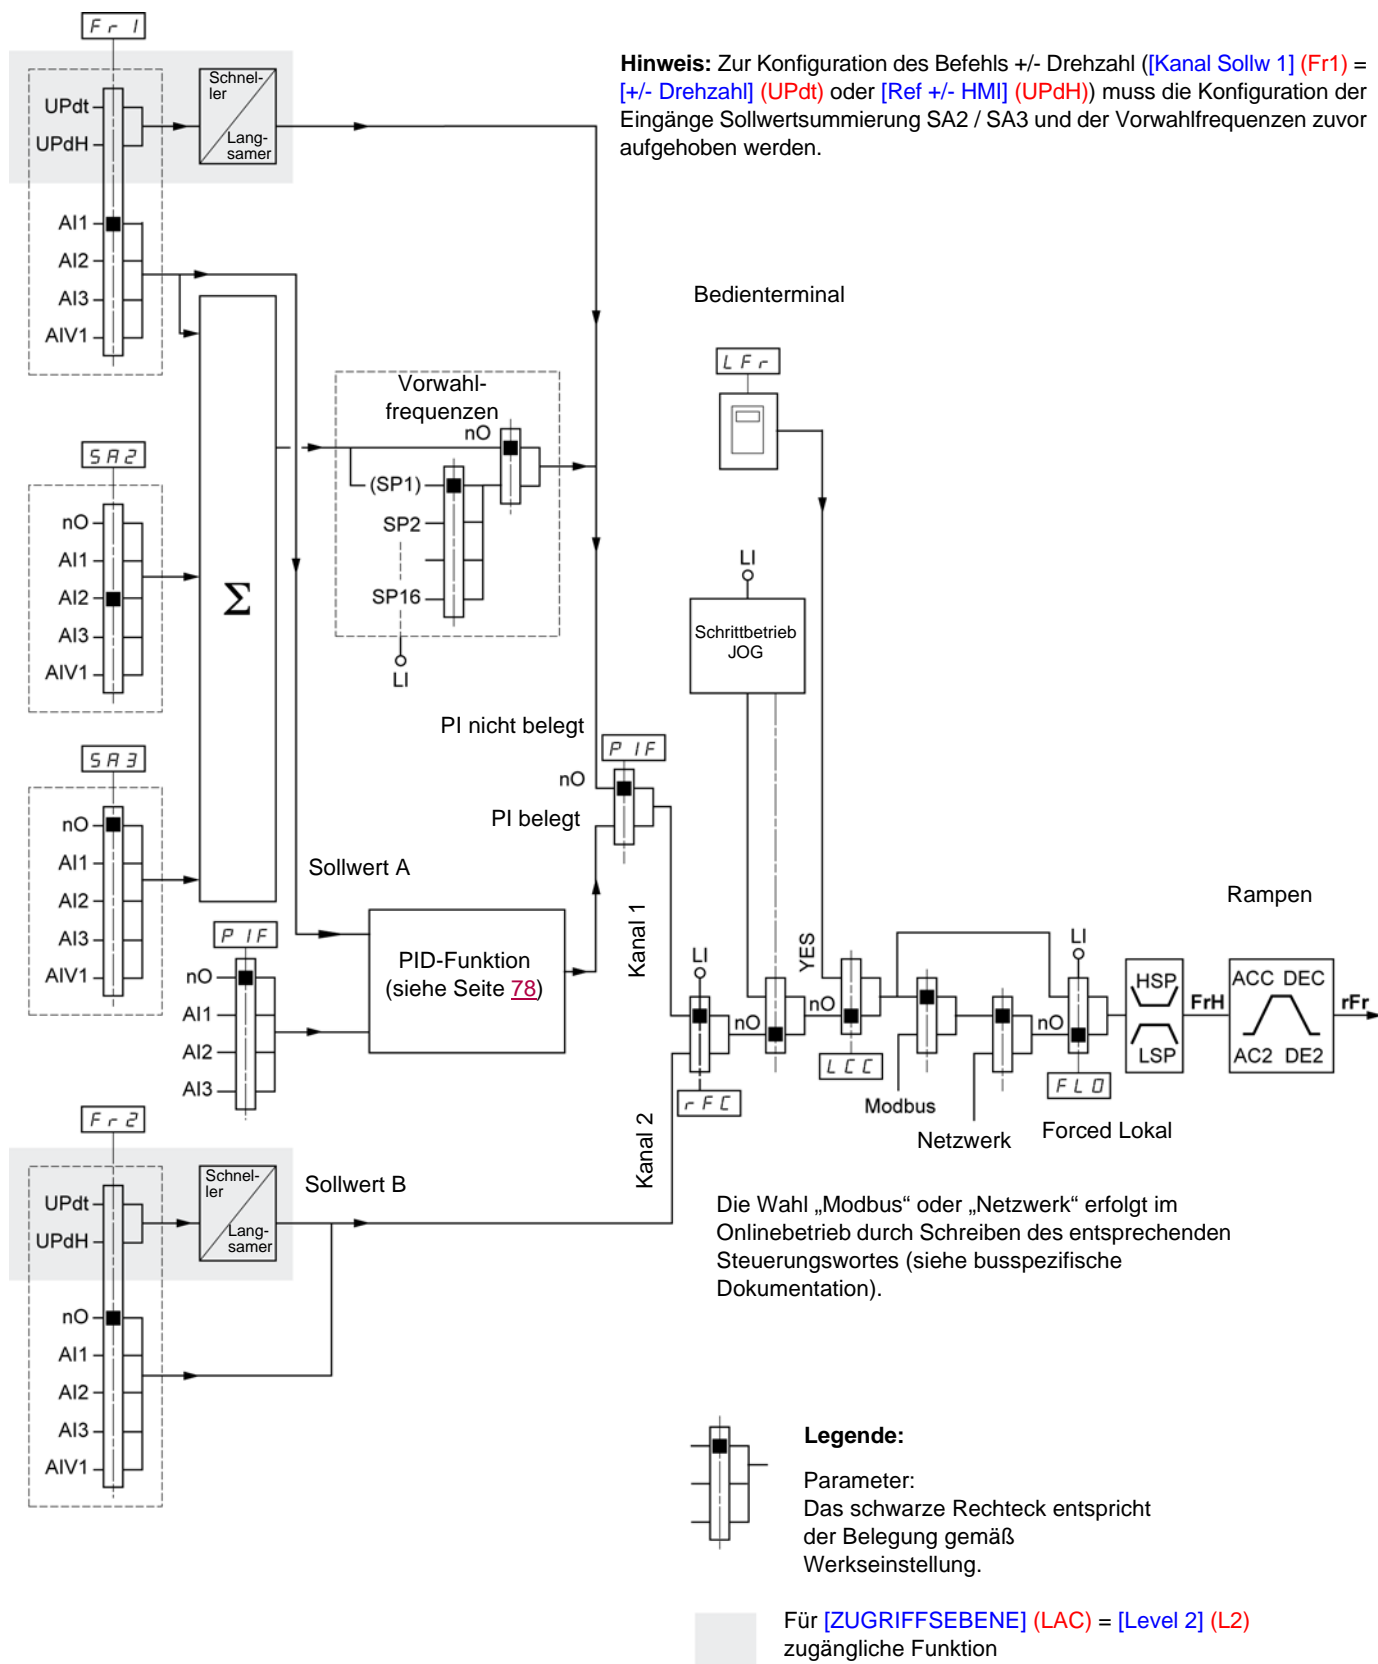 Fr1
UPdt
UPdH
Schnel-
ler
Lang-
samer
AI1
AI2
AI3
AIV1
Hinweis: Zur Konfiguration des Befehls +/- Drehzahl ([Kanal Sollw 1] (Fr1) =
[+/- Drehzahl] (UPdt) oder [Ref +/- HMI] (UPdH)) muss die Konfiguration der
Eingänge Sollwertsummierung SA2 / SA3 und der Vorwahlfrequenzen zuvor
aufgehoben werden.
SA2
nO
AI1
AI2
AI3
AIV1
Σ
Vorwahl-
frequenzen
nO
(SP1)
SP2
SP16
LI
Bedienterminal
LFr
LI
Schrittbetrieb
JOG
SA3
nO
AI1
AI2
AI3
AIV1
PI nicht belegt
PIF
nO
PI belegt
Sollwert A
PIF
nO
AI1
AI2
AI3
PID-Funktion
(siehe Seite 78)
Kanal 1
LI
nO
rFC
Kanal 2
YES
nO
LCC
Modbus
Netzwerk
nO
LI
FLO
Forced Lokal
Rampen
HSP
LSP
FrH
ACC DEC
AC2 DE2
rFr
Fr2
UPdt
UPdH
Schnel-
ler
Lang-
samer
Sollwert B
nO
AI1
AI2
AI3
AIV1
Die Wahl „Modbus“ oder „Netzwerk“ erfolgt im
Onlinebetrieb durch Schreiben des entsprechenden
Steuerungswortes (siehe busspezifische
Dokumentation).
Legende:
Parameter:
Das schwarze Rechteck entspricht
der Belegung gemäß
Werkseinstellung.
Für [ZUGRIFFSEBENE] (LAC) = [Level 2] (L2)
zugängliche Funktion